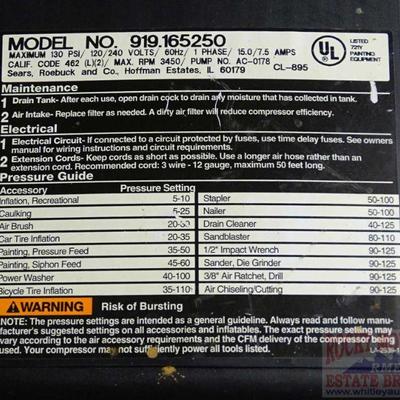 MODEL NO. 919.165250
MAXIMUM 130 PSI/ 120/240 VOLTS/ 60Hz/ 1 PHASE/ 15.0/7.5 AMPS
CALIF. CODE 462 (L)(2)/ MAX. RPM 3450/ PUMP NO. AC-0178
Sears, Roebuck and Co., Hoffman Estates, IL 60179 CL-895
UL
LISTED
72IY
PAINTING
EQUIPMENT
Maintenance
1 Drain Tank- After each use, open drain cock to drain any moisture that has collected in tank.
2 Air Intake- Replace filter as needed. A dirty air filter will reduce compressor efficiency.
Electrical
1 Electrical Circuit- If connected to a circuit protected by fuses, use time delay fuses. See owners
manual for wiring instructions and circuit requirements.
2 Extension Cords- Keep cords as short as possible. Use a longer air hose rather than an
extension cord. Recommended cord: 3 wire - 12 gauge, maximum 50 feet long.
Pressure Guide
Accessory Pressure Setting
Inflation, Recreational 5-10
Caulking 5-25
Air Brush 20-30
Car Tire Inflation 20-35
Painting, Pressure Feed 35-50
Painting, Siphon Feed 45-60
Power Washer 40-100
Bicycle Tire Inflation 35-110
Stapler 50-100
Nailer 50-100
Drain Cleaner 40-125
Sandblaster 80-110
1/2" Impact Wrench 90-125
Sander, Die Grinder 90-125
3/8" Air Ratchet, Drill 90-125
Air Chiseling/Cutting 90-125
WARNING Risk of Bursting
NOTE: The pressure settings are intended as a general guideline. Always read and follow manu-
facturer's instructions on all accessories and inflatables. The exact pressure setting may
vary according to the air accessory requirements and the CFM delivery of the compressor being
used. Your compressor may not sufficiently power all tools listed.
ESTATE